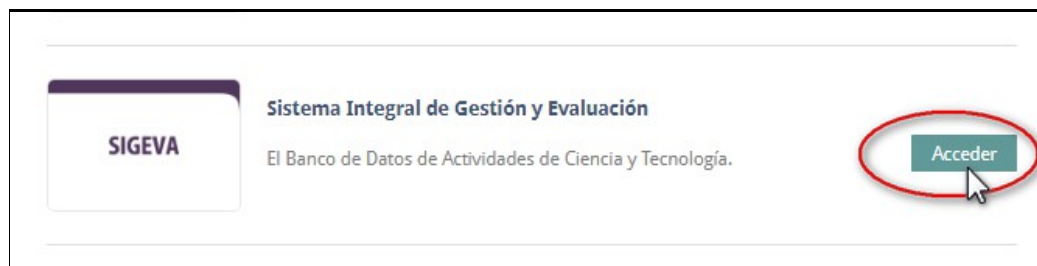 SIGEVA
Sistema Integral de Gestión y Evaluación
El Banco de Datos de Actividades de Ciencia y Tecnología.
Acceder